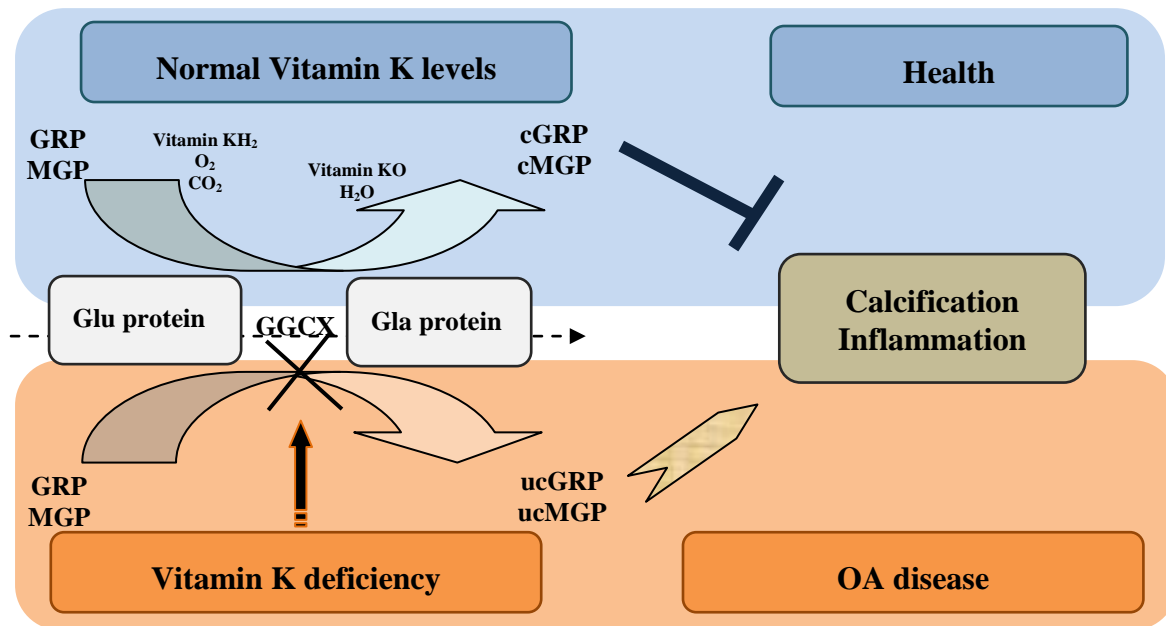 Normal Vitamin K levels
Health
GRP
MGP
Vitamin KH₂
O₂
CO₂
Vitamin KO
H₂O
cGRP
cMGP
Glu protein
GGCX
Gla protein
Calcification
Inflammation
GRP
MGP
ucGRP
ucMGP
Vitamin K deficiency
OA disease